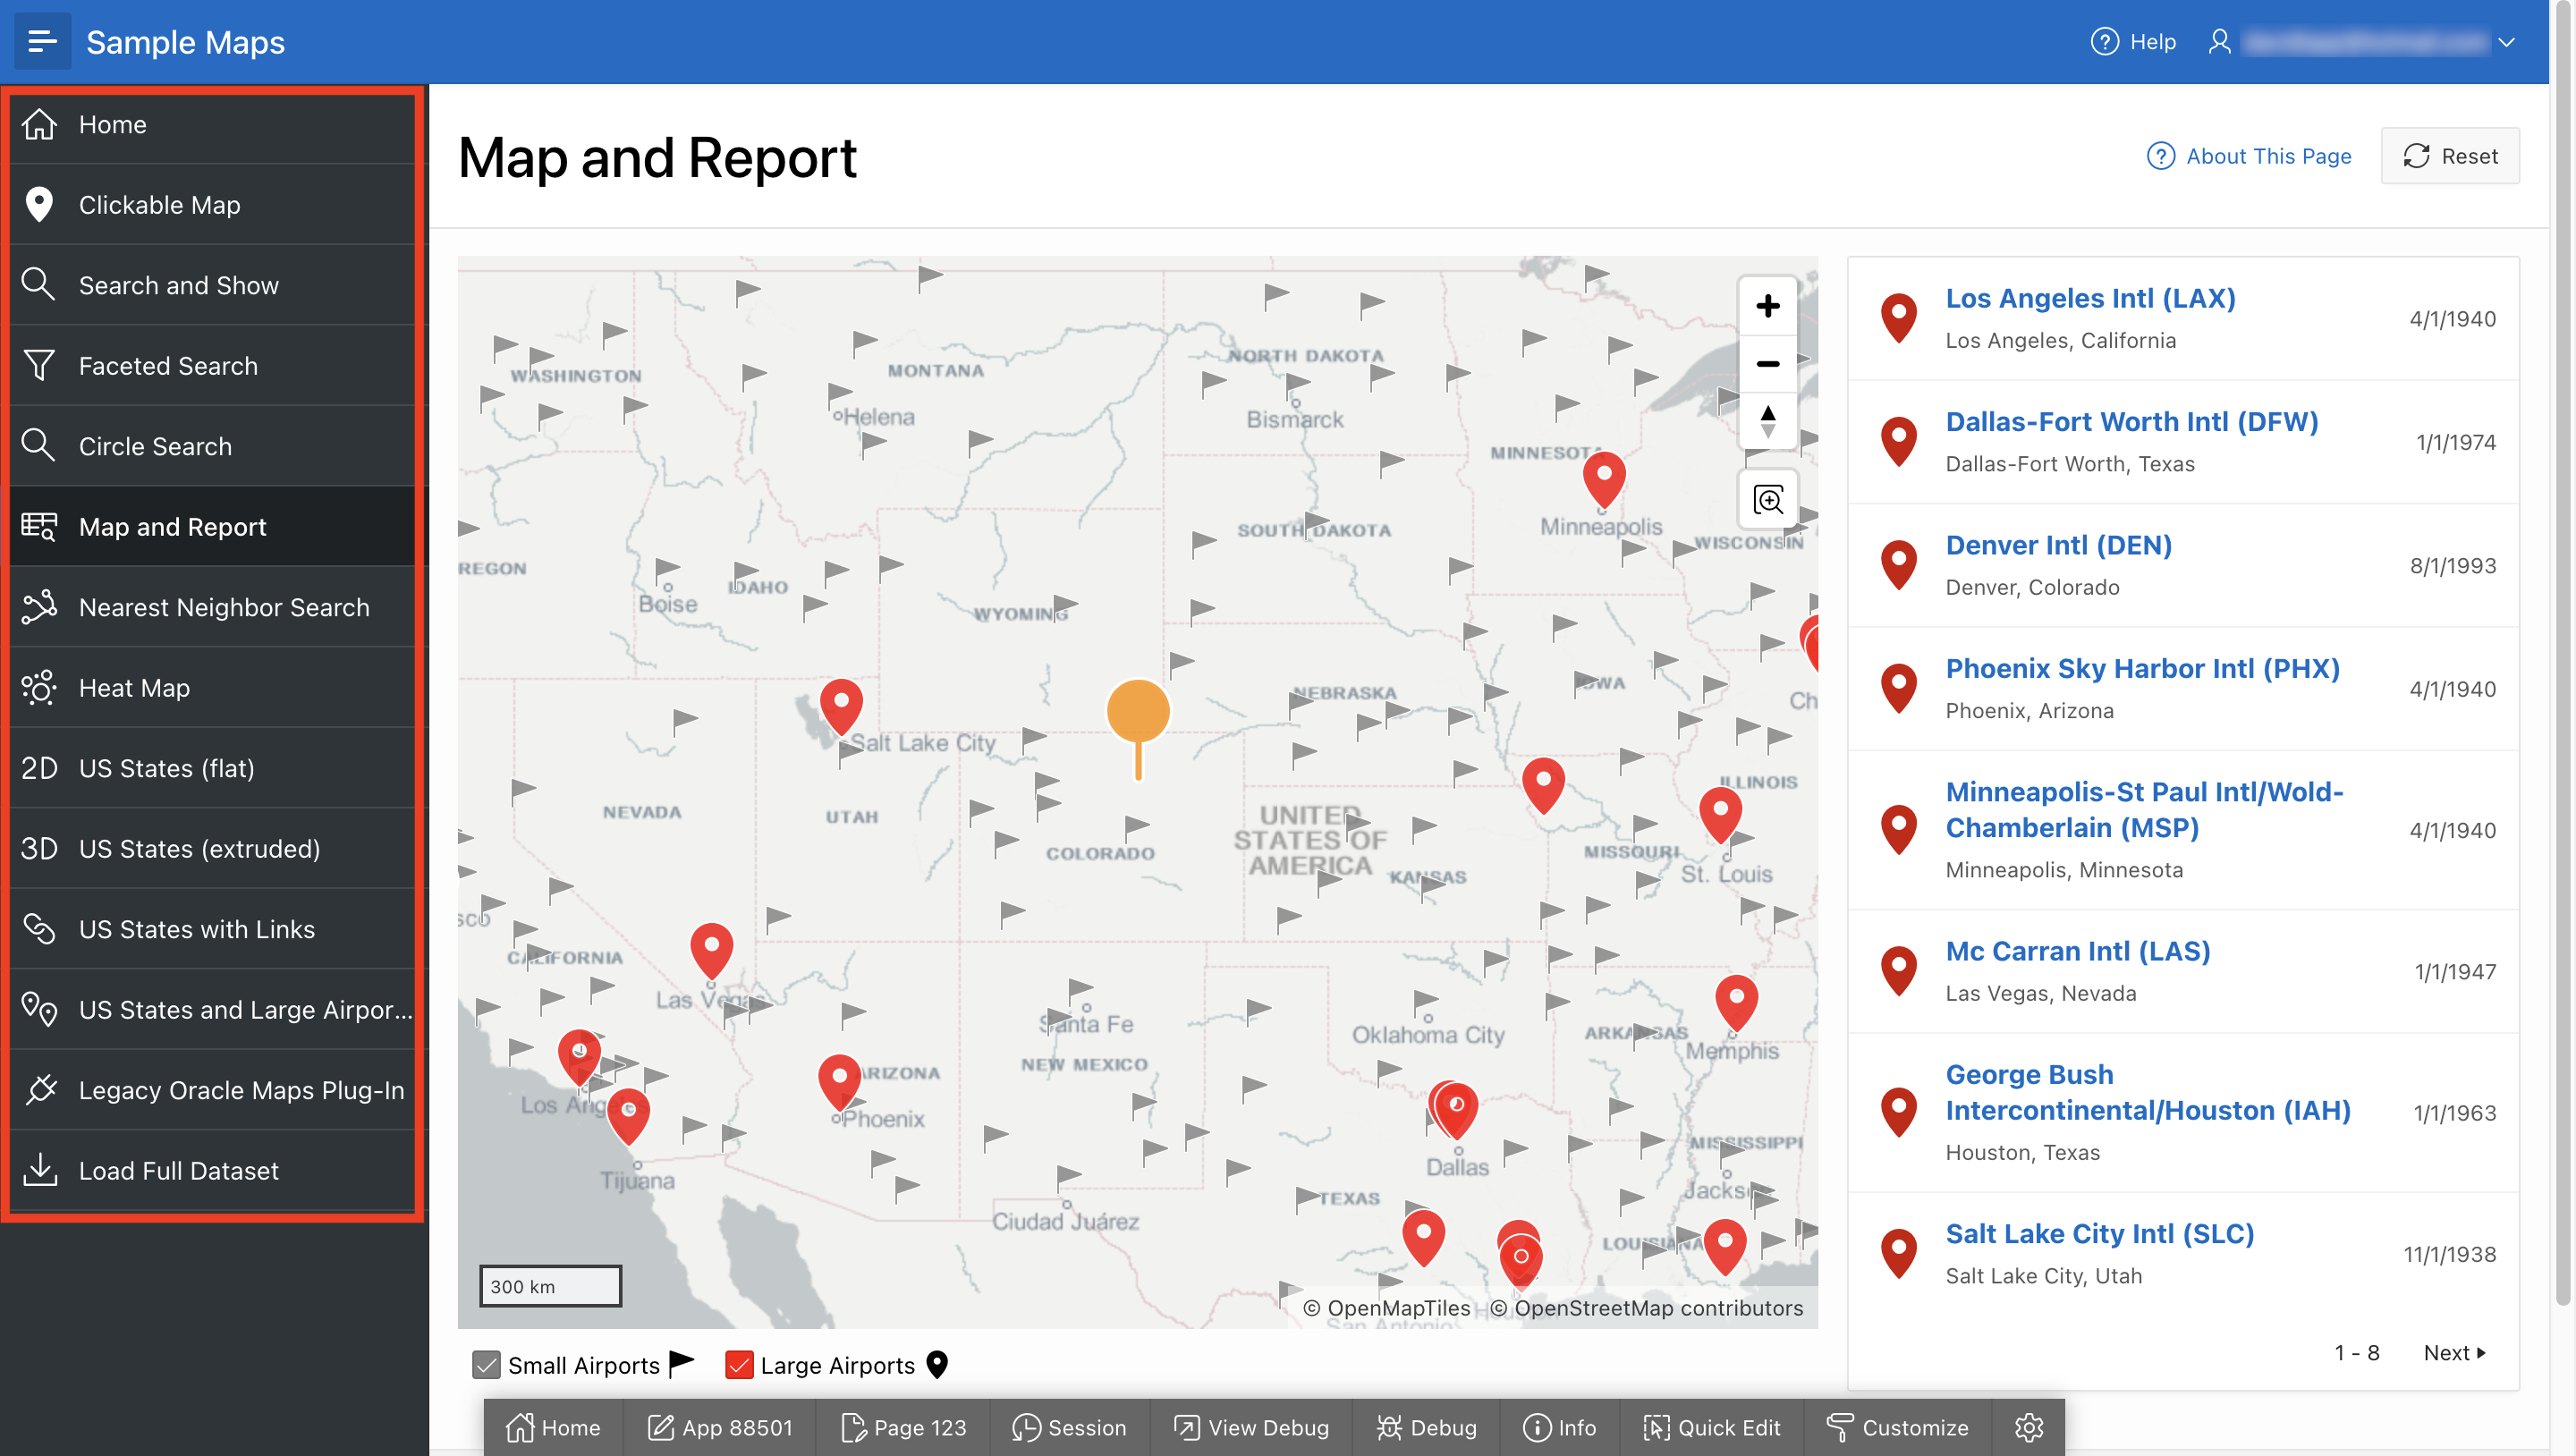 Sample Maps
Help
Home
Clickable Map
Search and Show
Faceted Search
Circle Search
Map and Report
Nearest Neighbor Search
Heat Map
2D US States (flat)
3D US States (extruded)
US States with Links
US States and Large Airpor...
Legacy Oracle Maps Plug-In
Load Full Dataset
Map and Report
About This Page
Reset
WASHINGTON
MONTANA
NORTH DAKOTA
Helena
Bismarck
MINNESOTA
Minneapolis
SOUTH DAKOTA
WISCONSIN
REGON
IDAHO
Boise
WYOMING
NEBRASKA
IOWA
Ch
Salt Lake City
ILLINOIS
NEVADA
UTAH
UNITED
STATES OF
AMERICA
COLORADO
MISSOURI
KANSAS
St. Louis
SCO
CALIFORNIA
Las Vegas
Santa Fe
Oklahoma City
ARKANSAS
Memphis
NEW MEXICO
ARIZONA
Los Angeles
Phoenix
Dallas
MISSISSIPPI
Tijuana
Jacks
TEXAS
Ciudad Juárez
LOUISIANA
300 km
© OpenMapTiles © OpenStreetMap contributors
Houston
San Antonio
Small Airports
Large Airports
Los Angeles Intl (LAX)
Los Angeles, California
4/1/1940
Dallas-Fort Worth Intl (DFW)
Dallas-Fort Worth, Texas
1/1/1974
Denver Intl (DEN)
Denver, Colorado
8/1/1993
Phoenix Sky Harbor Intl (PHX)
Phoenix, Arizona
4/1/1940
Minneapolis-St Paul Intl/Wold-
Chamberlain (MSP)
Minneapolis, Minnesota
4/1/1940
Mc Carran Intl (LAS)
Las Vegas, Nevada
1/1/1947
George Bush
Intercontinental/Houston (IAH)
Houston, Texas
1/1/1963
Salt Lake City Intl (SLC)
Salt Lake City, Utah
11/1/1938
1 - 8
Next
Home
App 88501
Page 123
Session
View Debug
Debug
Info
Quick Edit
Customize